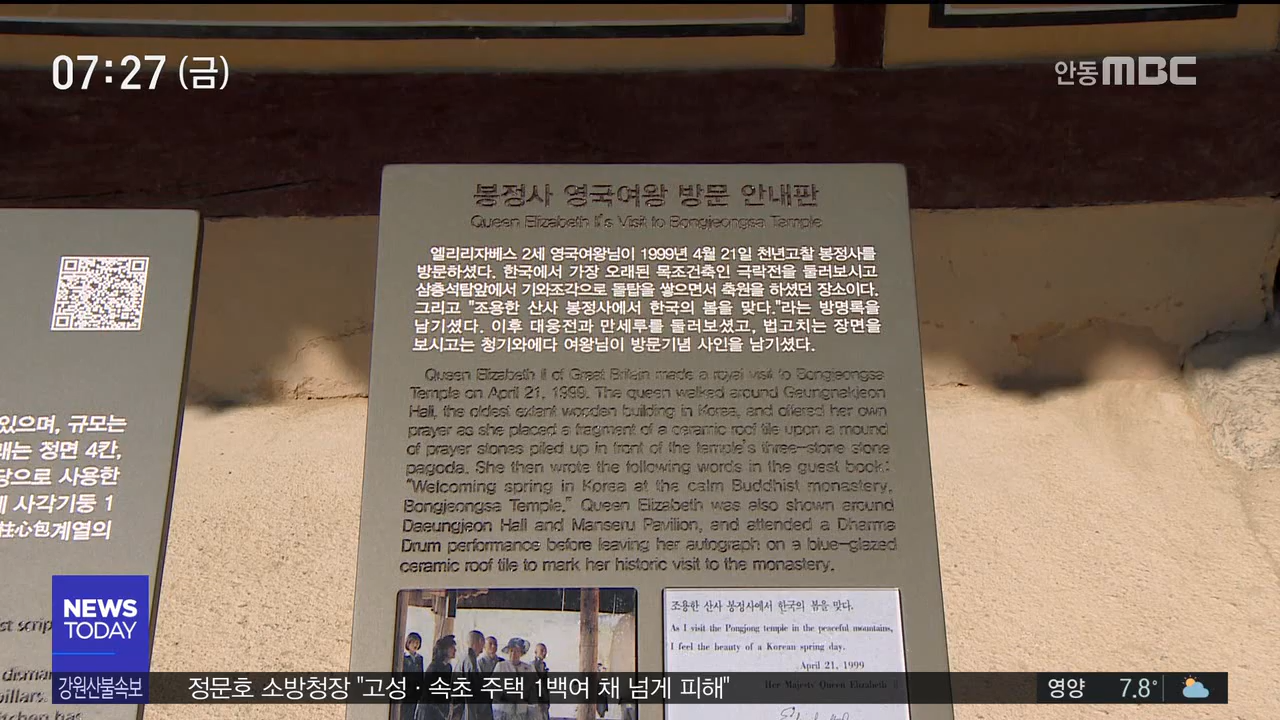 07:27 (금)
안동MBC
봉정사 영국여왕 방문 안내판
Queen Elizabeth II's Visit to Bongjeongsa Temple
엘리리자베스 2세 영국여왕님이 1999년 4월 21일 천년고찰 봉정사를
방문하셨다. 한국에서 가장 오래된 목조건축인 극락전을 둘러보시고
삼층석탑앞에서 기와조각으로 돌탑을 쌓으면서 축원을 하셨던 장소이다.
그리고 "조용한 산사 봉정사에서 한국의 봄을 맞다."라는 방명록을
남기셨다. 이후 대웅전과 만세루를 둘러보셨고, 법고치는 장면을
보시고는 청기와에다 여왕님이 방문기념 사인을 남기셨다.
Queen Elizabeth II of Great Britain made a royal visit to Bongjeongsa
Temple on April 21, 1999. The queen walked around Geungnakjeon
Hall, the oldest extant wooden building in Korea, and offered her own
prayer as she placed a fragment of a ceramic roof tile upon a mound
of prayer stones piled up in front of the temple's three-stone stone
pagoda. She then wrote the following words in the guest book:
"Welcoming spring in Korea at the calm Buddhist monastery,
Bongjeongsa Temple." Queen Elizabeth was also shown around
Daeungjeon Hall and Manseru Pavilion, and attended a Dharma
Drum performance before leaving her autograph on a blue-glazed
ceramic roof tile to mark her historic visit to the monastery.
조용한 산사 봉정사에서 한국의 봄을 맞다.
As I visit the Pongjong temple in the peaceful mountains,
I feel the beauty of a Korean spring day.
April 21, 1999
Her Majesty Queen Elizabeth II
있으며, 규모는
래는 정면 4칸,
당으로 사용한
사각기둥 1
柱心包계열의
NEWS
TODAY
강원산불속보
정문호 소방청장 "고성·속초 주택 1백여 채 넘게 피해"
영양 7.8°